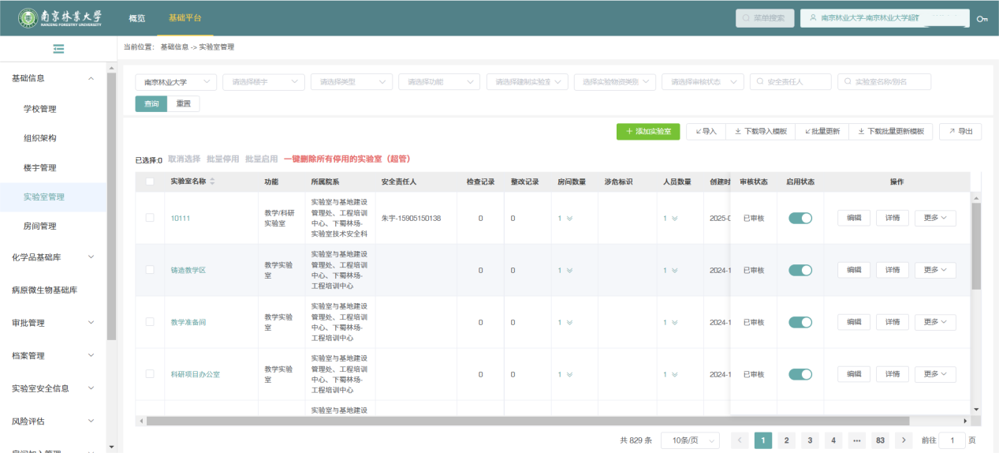 南京林业大学 概览 基础平台 菜单搜索 南京林业大学-南京林业大学超
NANJING FORESTRY UNIVERSITY
当前位置: 基础信息 -> 实验室管理
基础信息
学校管理
组织架构
楼宇管理
实验室管理
房间管理
化学品基础库
病原微生物基础库
审批管理
档案管理
实验室安全信息
风险评估
南京林业大学 请选择楼宇 请选择类型 请选择功能 请选择建制实验室 选择实验物资类别 请选择审核状态 安全责任人 实验室名称/别名
查询 重置
+ 添加实验室 导入 下载导入模板 批量更新 下载批量更新模板 导出
已选择:0 取消选择 批量停用 批量启用 一键删除所有停用的实验室（超管）
实验室名称 功能 所属院系 安全责任人 检查记录 整改记录 房间数量 涉危标识 人员数量 创建时 审核状态 启用状态 操作
实验室与基地建设
管理处、工程培训
中心、下蜀林场-
实验室技术安全科
10111 教学/科研
实验室
朱宇-15905150138 0 0 1 1 2025-0 已审核 编辑 详情 更多
实验室与基地建设
管理处、工程培训
中心、下蜀林场-
工程培训中心
铸造教学区 教学实验
室
0 0 1 1 2024-1 已审核 编辑 详情 更多
实验室与基地建设
管理处、工程培训
中心、下蜀林场-
工程培训中心
教学准备间 教学实验
室
0 0 1 1 2024-1 已审核 编辑 详情 更多
实验室与基地建设
管理处、工程培训
中心、下蜀林场-
工程培训中心
科研项目办公室 教学实验
室
0 0 1 1 2024-1 已审核 编辑 详情 更多
实验室与基地建设
共 829 条 10条/页 1 2 3 4 ... 83 前往 1 页